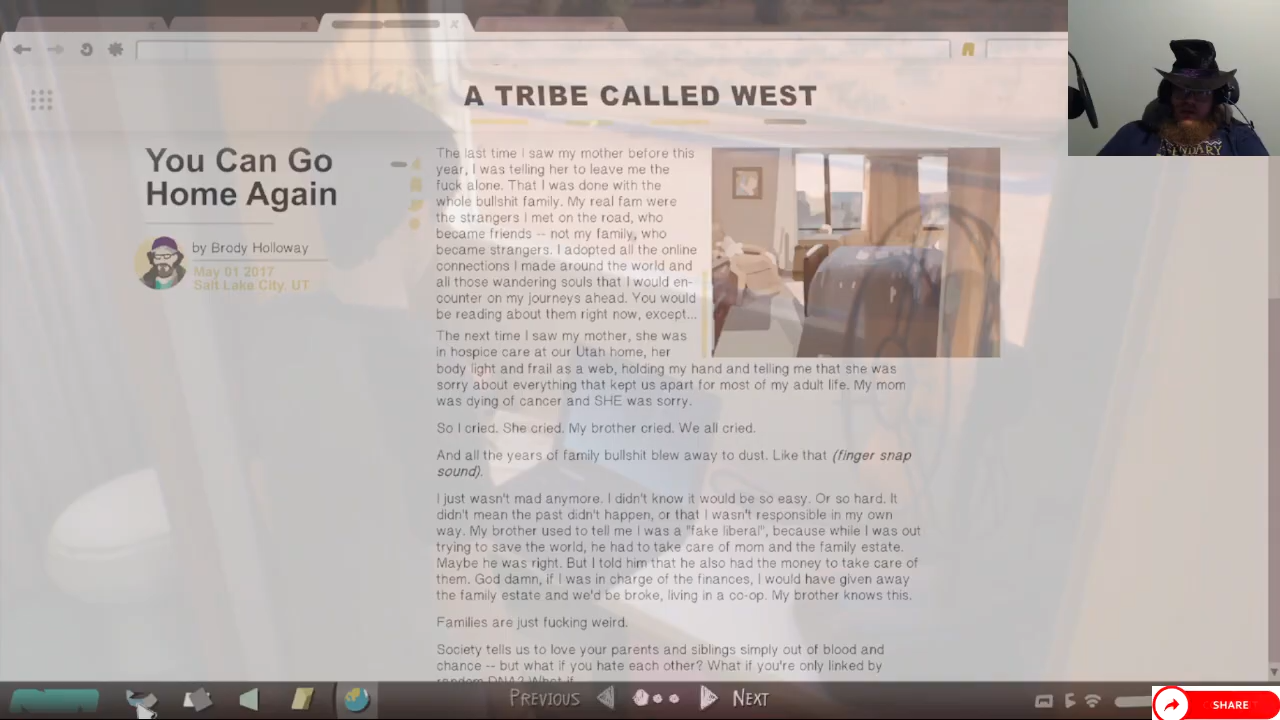 A TRIBE CALLED WEST
You Can Go
Home Again
by Brody Holloway
May 01 2017
Salt Lake City. UT
The last time I saw my mother before this
year, I was telling her to leave me the
fuck alone. That I was done with the
whole bullshit family. My real fam were
the strangers I met on the road, who
became friends -- not my family, who
became strangers. I adopted all the online
connections I made around the world and
all those wandering souls that I would en-
counter on my journeys ahead. You would
be reading about them right now, except...
The next time I saw my mother, she was
in hospice care at our Utah home, her
body light and frail as a web, holding my hand and telling me that she was
sorry about everything that kept us apart for most of my adult life. My mom
was dying of cancer and SHE was sorry.
So I cried. She cried. My brother cried. We all cried.
And all the years of family bullshit blew away to dust. Like that (finger snap
sound).
I just wasn't mad anymore. I didn't know it would be so easy. Or so hard. It
didn't mean the past didn't happen, or that I wasn't responsible in my own
way. My brother used to tell me I was a "fake liberal", because while I was out
trying to save the world, he had to take care of mom and the family estate.
Maybe he was right. But I told him that he also had the money to take care of
them. God damn, if I was in charge of the finances, I would have given away
the family estate and we'd be broke, living in a co-op. My brother knows this.
Families are just fucking weird.
Society tells us to love your parents and siblings simply out of blood and
chance -- but what if you hate each other? What if you're only linked by
random DNA? What if
PREVIOUS
NEXT
SHARE